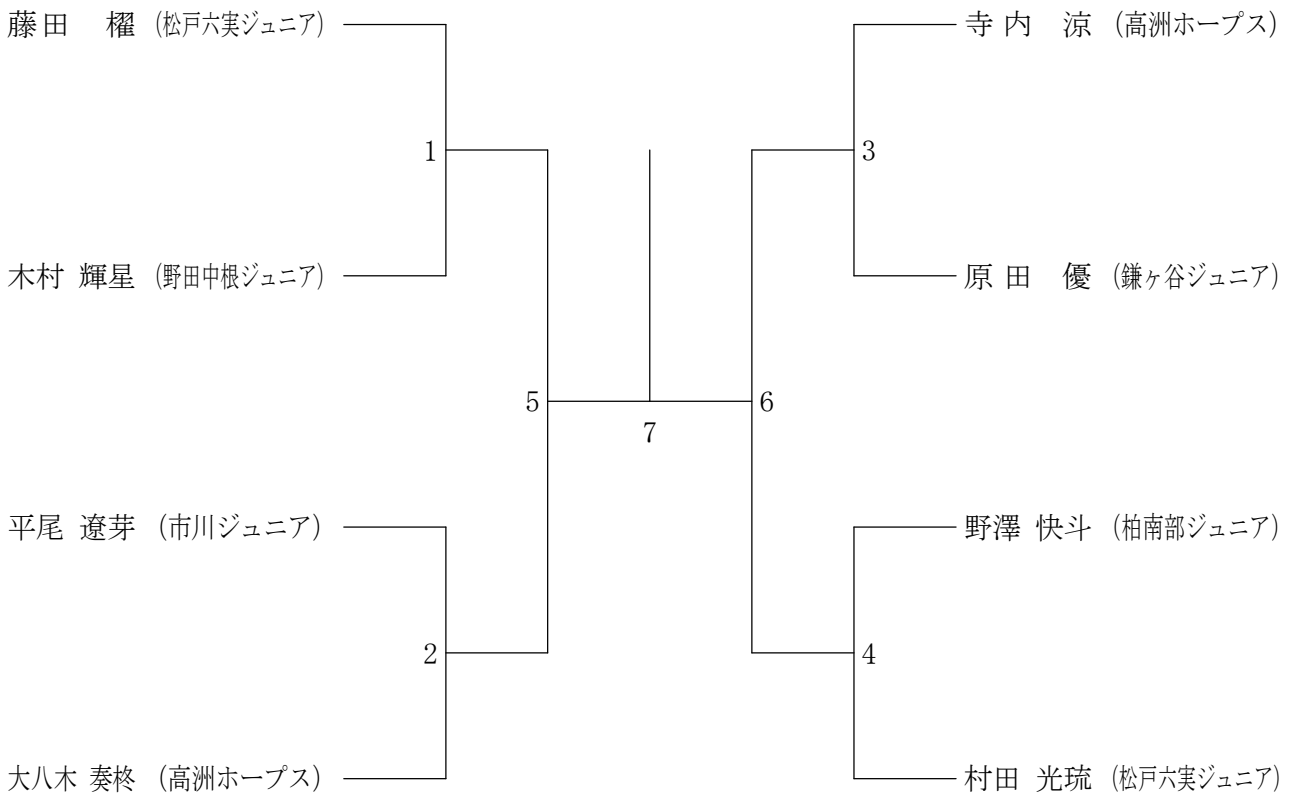 藤田 櫂 (松戸六実ジュニア)
寺内 涼 (高洲ホープス)
1
3
木村 輝星 (野田中根ジュニア)
原田 優 (鎌ヶ谷ジュニア)
5
6
7
平尾 遼芽 (市川ジュニア)
野澤 快斗 (柏南部ジュニア)
2
4
大八木 奏柊 (高洲ホープス)
村田 光琉 (松戸六実ジュニア)